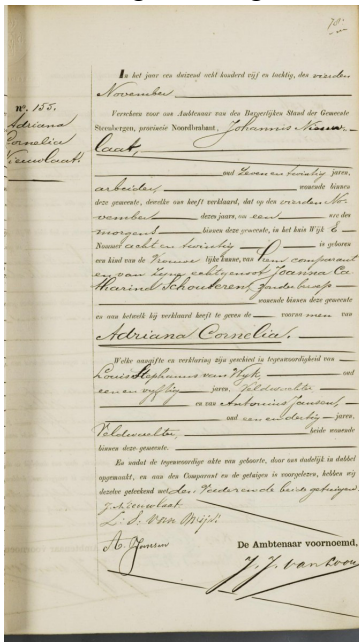 78.
In het jaar een duizend acht honderd vijf en tachtig, den vierden
November
Verscheen voor ons Ambtenaar van den Burgerlijken Stand der Gemeente
Steenbergen, provincie Noordbrabant, Johannis Nieuw-
laat,
oud Zeven en twintig jaren,
arbeider, wonende binnen
deze gemeente, dewelke ons heeft verklaard, dat op den vierden No-
vember dezes jaars, om een ure des
morgens binnen deze gemeente, in het huis Wijk E
Nummer acht en twintig is geboren
een kind van de Vrouwelijke kunne, van hem comparant
en van zijne echtgenoot Joanna Ca-
tharina Schouteren, zonder beroep
wonende binnen deze gemeente
en aan hetwelk hij verklaard heeft te geven de voornamen van
Adriana Cornelia.
Welke aangifte en verklaring zijn geschied in tegenwoordigheid van
Louis Stephanus van Wijk, oud
een en vijftig jaren, Veldwachter
en van Antonius Jansen,
oud een en dertig jaren,
Veldwachter, beide wonende
binnen deze gemeente.
En nadat de tegenwoordige akte van geboorte, door ons dadelijk in dubbel
opgemaakt, en aan den Comparant en de getuigen is voorgelezen, hebben wij
dezelve geteekend met den Vader en de beide getuigen.
J. Nieuwlaat
L. S. van Wijk
A. Jansen
De Ambtenaar voornoemd,
J. J. van Loon
n°. 155.
Adriana
Cornelia
Nieuwlaat